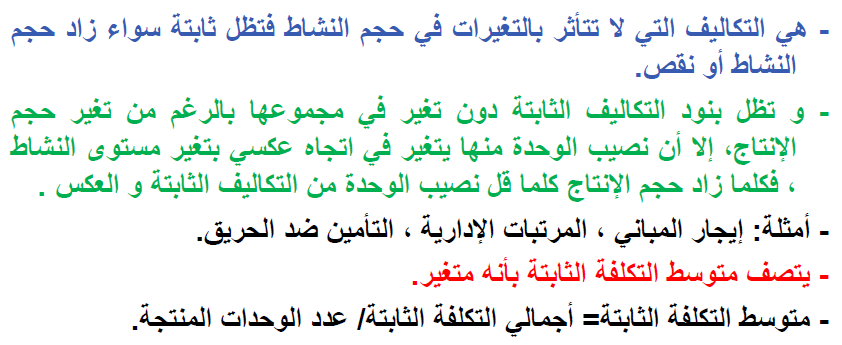 - هي التكاليف التي لا تتأثر بالتغيرات في حجم النشاط فتظل ثابتة سواء زاد حجم
النشاط أو نقص.
- و تظل بنود التكاليف الثابتة دون تغير في مجموعها بالرغم من تغير حجم
الإنتاج، إلا أن نصيب الوحدة منها يتغير في اتجاه عكسي بتغير مستوى النشاط
، فكلما زاد حجم الإنتاج كلما قل نصيب الوحدة من التكاليف الثابتة و العكس .
- أمثلة: إيجار المباني ، المرتبات الإدارية ، التأمين ضد الحريق.
- يتصف متوسط التكلفة الثابتة بأنه متغير.
- متوسط التكلفة الثابتة= أجمالي التكلفة الثابتة/ عدد الوحدات المنتجة.